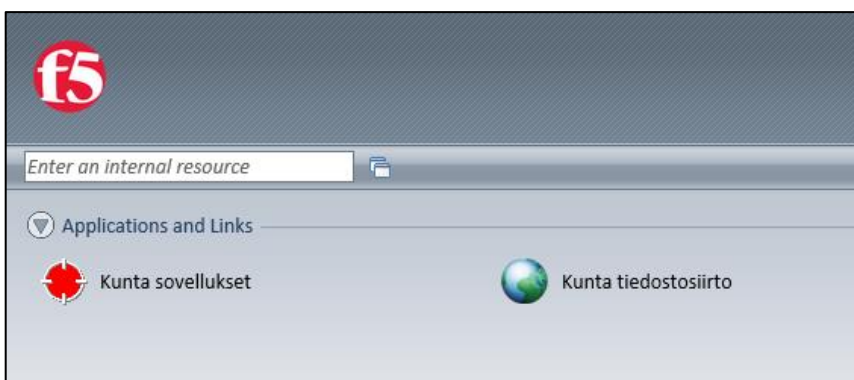 f5
Enter an internal resource
Applications and Links
Kunta sovellukset
Kunta tiedostosiirto